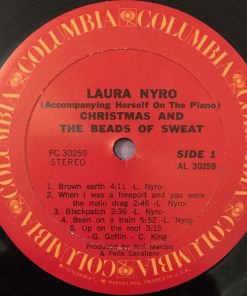 COLUMBIA COLUMBIA COLUMBIA
LAURA NYRO
(Accompanying Herself On The Piano)
CHRISTMAS AND
THE BEADS OF SWEAT
PC 30259
STEREO
SIDE 1
AL 30259
1. Brown earth 4:11 -L. Nyro-
2. When i was a freeport and you were
the main drag 2:46 -L. Nyro-
3. Blackpatch 3:36 -L. Nyro-
4. Been on a train 5:52 -L. Nyro-
5. Up on the roof 3:15
-G. Goffin - C. King-
Produced by Arif Mardin
& Felix Cavaliere